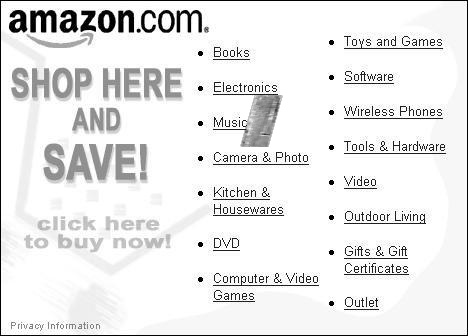 amazon.com®
SHOP HERE
AND
SAVE!
click here
to buy now!
Books
Electronics
Music
Camera & Photo
Kitchen &
Housewares
DVD
Computer & Video
Games
Toys and Games
Software
Wireless Phones
Tools & Hardware
Video
Outdoor Living
Gifts & Gift
Certificates
Outlet
Privacy Information